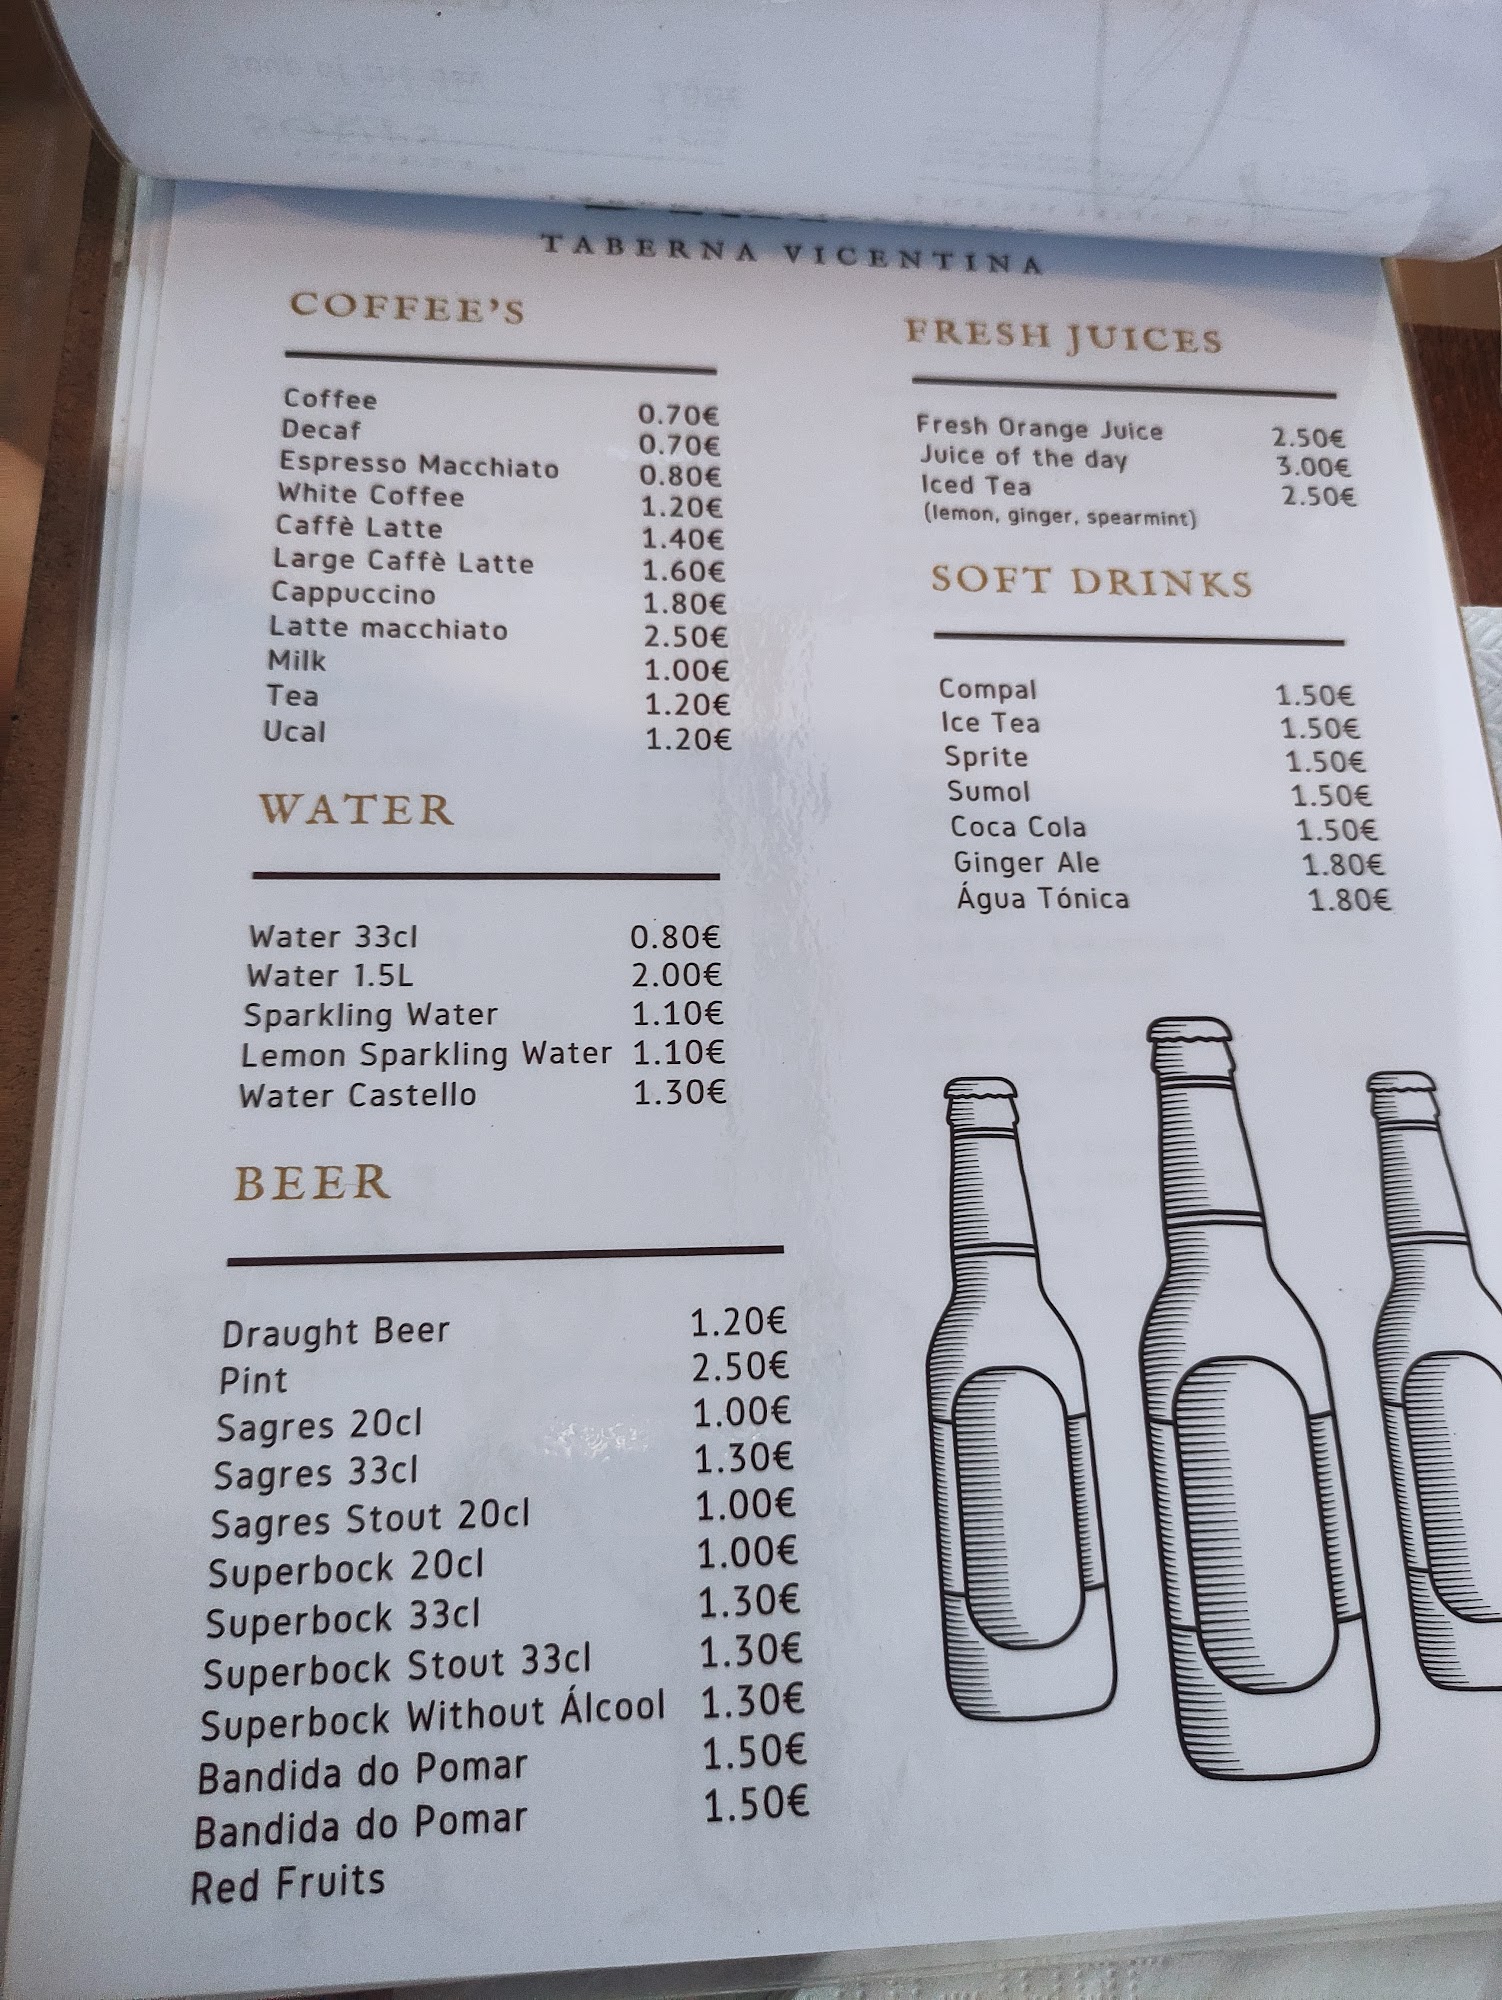 TABERNA VICENTINA
COFFEE'S
Coffee 0.70€
Decaf 0.70€
Espresso Macchiato 0.80€
White Coffee 1.20€
Caffè Latte 1.40€
Large Caffè Latte 1.60€
Cappuccino 1.80€
Latte macchiato 2.50€
Milk 1.00€
Tea 1.20€
Ucal 1.20€
WATER
Water 33cl 0.80€
Water 1.5L 2.00€
Sparkling Water 1.10€
Lemon Sparkling Water 1.10€
Water Castello 1.30€
BEER
Draught Beer 1.20€
Pint 2.50€
Sagres 20cl 1.00€
Sagres 33cl 1.30€
Sagres Stout 20cl 1.00€
Superbock 20cl 1.00€
Superbock 33cl 1.30€
Superbock Stout 33cl 1.30€
Superbock Without Álcool 1.30€
Bandida do Pomar 1.50€
Bandida do Pomar 1.50€
Red Fruits
FRESH JUICES
Fresh Orange Juice 2.50€
Juice of the day 3.00€
Iced Tea 2.50€
(lemon, ginger, spearmint)
SOFT DRINKS
Compal 1.50€
Ice Tea 1.50€
Sprite 1.50€
Sumol 1.50€
Coca Cola 1.50€
Ginger Ale 1.80€
Água Tónica 1.80€